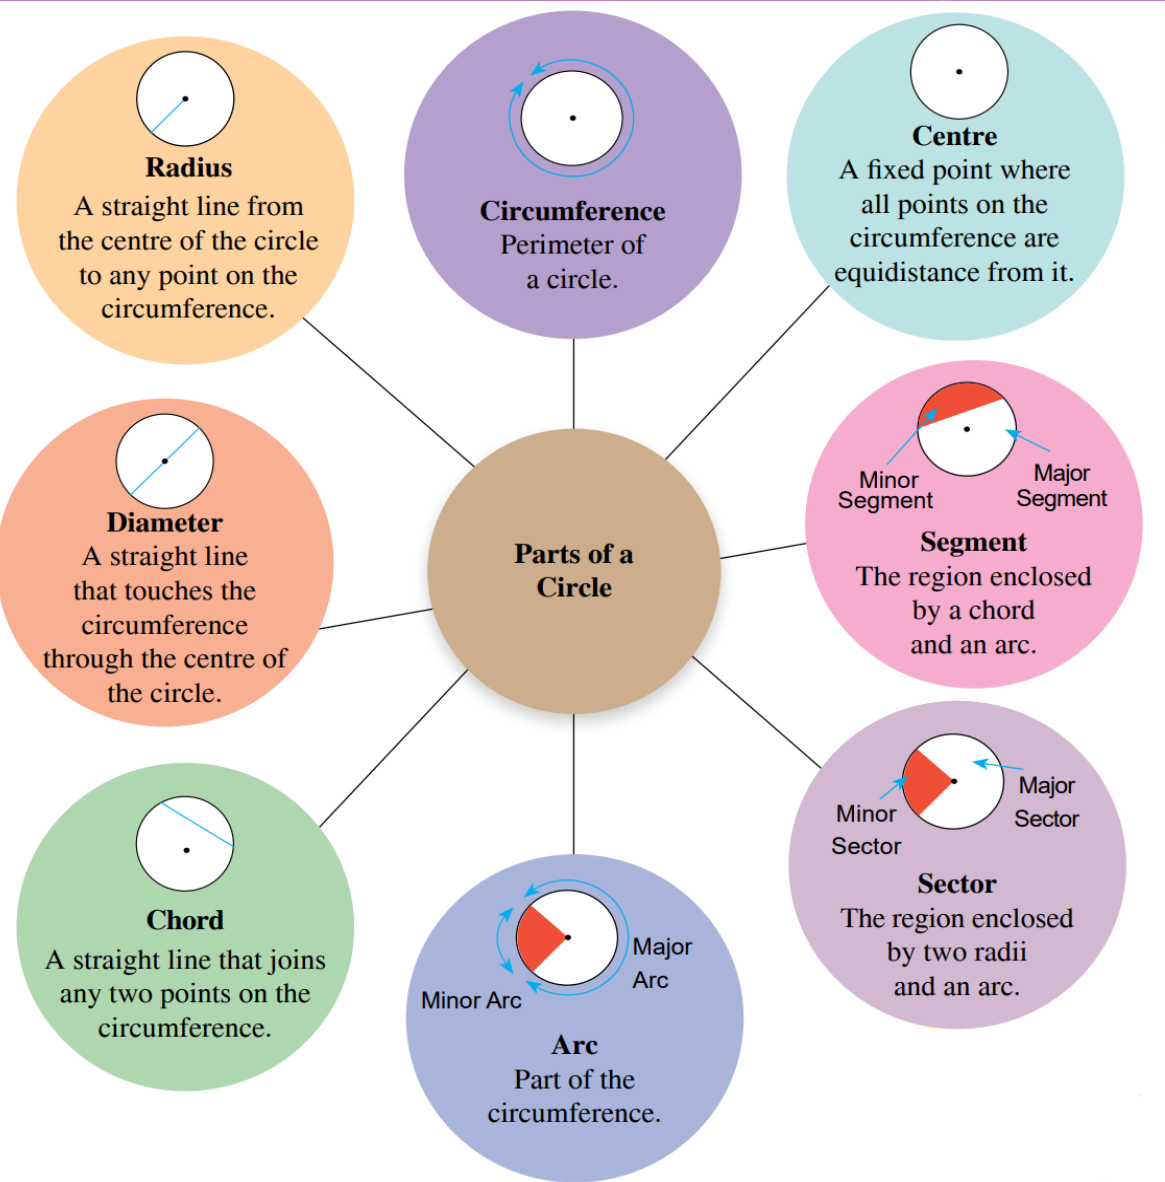 Radius
A straight line from
the centre of the circle
to any point on the
circumference.
Circumference
Perimeter of
a circle.
Centre
A fixed point where
all points on the
circumference are
equidistance from it.
Diameter
A straight line
that touches the
circumference
through the centre of
the circle.
Parts of a
Circle
Minor
Segment
Major
Segment
Segment
The region enclosed
by a chord
and an arc.
Chord
A straight line that joins
any two points on the
circumference.
Minor Arc
Major
Arc
Arc
Part of the
circumference.
Minor
Sector
Major
Sector
Sector
The region enclosed
by two radii
and an arc.